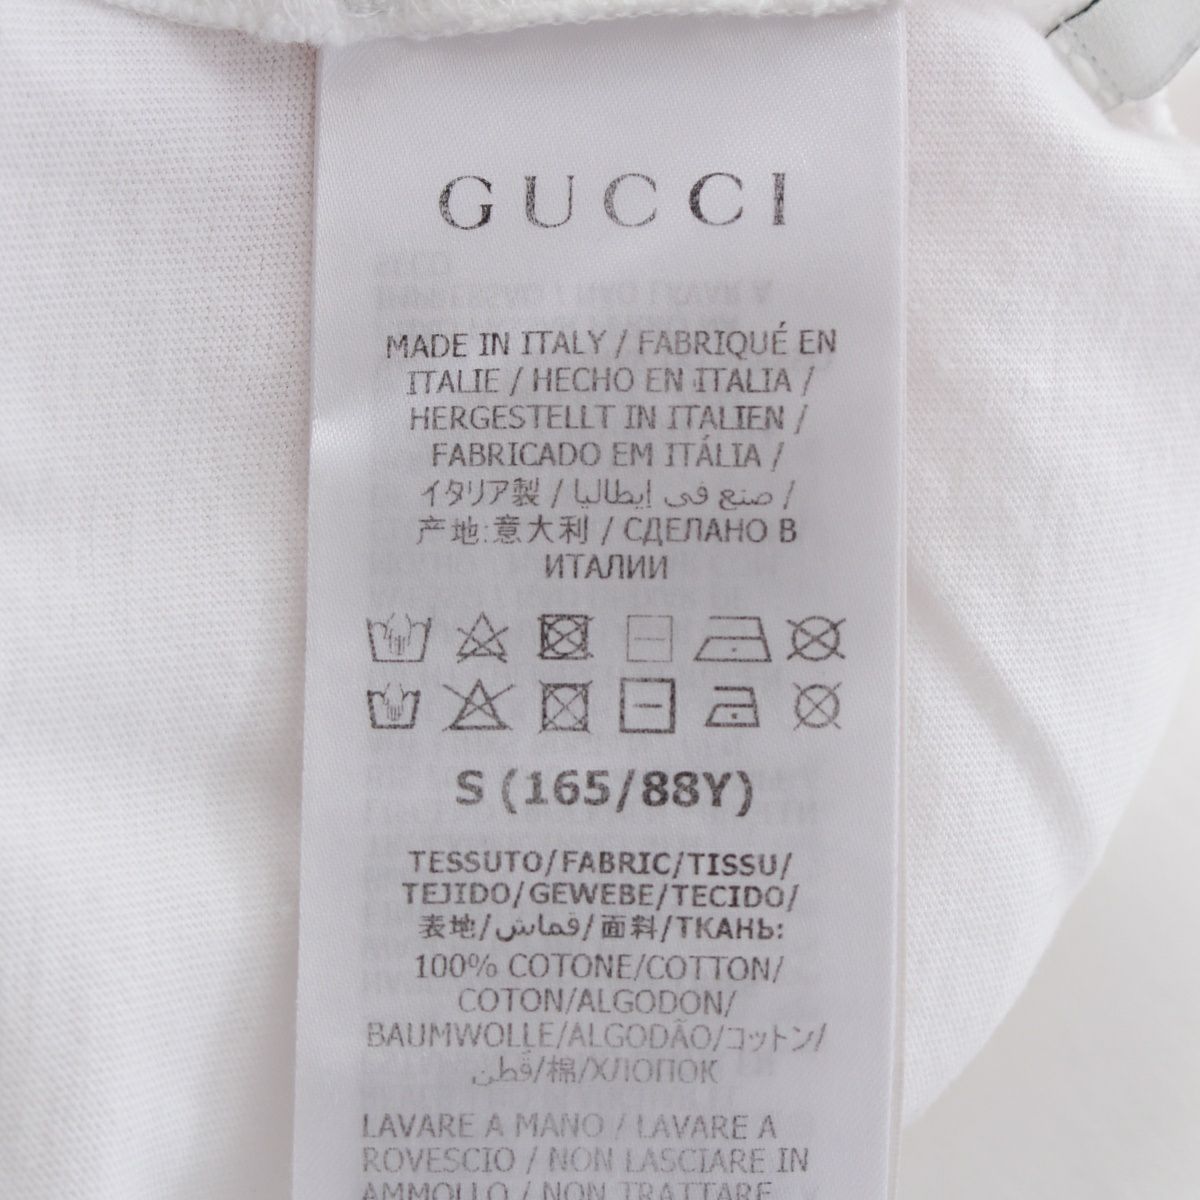 GUCCI
MADE IN ITALY / FABRIQUÉ EN
ITALIE / HECHO EN ITALIA /
HERGESTELLT IN ITALIEN /
FABRICADO EM ITÁLIA /
イタリア製 / صنع في إيطاليا /
产地:意大利 / СДЕЛАНО В
ИТАЛИИ
S (165/88Y)
TESSUTO/FABRIC/TISSU/
TEJIDO/GEWEBE/TECIDO/
表地/قماش/面料/ТКАНЬ:
100% COTONE/COTTON/
COTON/ALGODON/
BAUMWOLLE/ALGODÃO/コットン/
قطن/棉/ХЛОПОК
LAVARE A MANO / LAVARE A
ROVESCIO / NON LASCIARE IN
AMMOLLO / NON TRATTARE